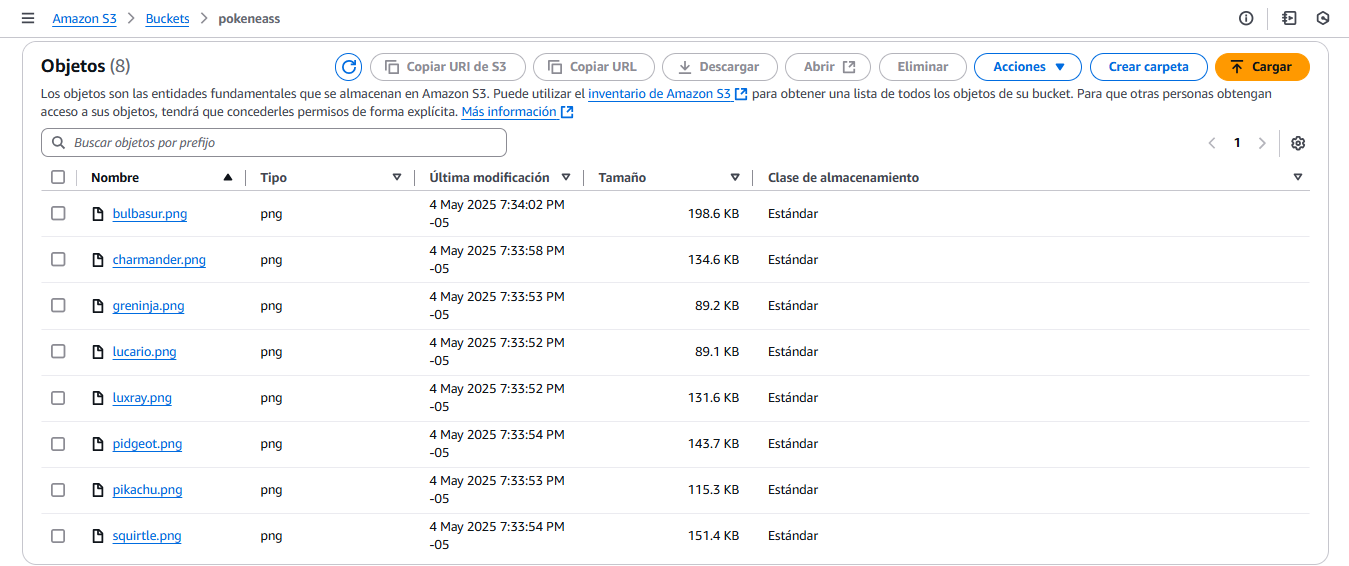 Amazon S3 > Buckets > pokeneass
Objetos (8)
Copiar URI de S3
Copiar URL
Descargar
Abrir
Eliminar
Acciones
Crear carpeta
Cargar
Los objetos son las entidades fundamentales que se almacenan en Amazon S3. Puede utilizar el inventario de Amazon S3 para obtener una lista de todos los objetos de su bucket. Para que otras personas obtengan
acceso a sus objetos, tendrá que concederles permisos de forma explícita. Más información
Buscar objetos por prefijo
1
Nombre Tipo Última modificación Tamaño Clase de almacenamiento
bulbasur.png png 4 May 2025 7:34:02 PM 198.6 KB Estándar
-05
charmander.png png 4 May 2025 7:33:58 PM 134.6 KB Estándar
-05
greninja.png png 4 May 2025 7:33:53 PM 89.2 KB Estándar
-05
lucario.png png 4 May 2025 7:33:52 PM 89.1 KB Estándar
-05
luxray.png png 4 May 2025 7:33:52 PM 131.6 KB Estándar
-05
pidgeot.png png 4 May 2025 7:33:54 PM 143.7 KB Estándar
-05
pikachu.png png 4 May 2025 7:33:53 PM 115.3 KB Estándar
-05
squirtle.png png 4 May 2025 7:33:54 PM 151.4 KB Estándar
-05